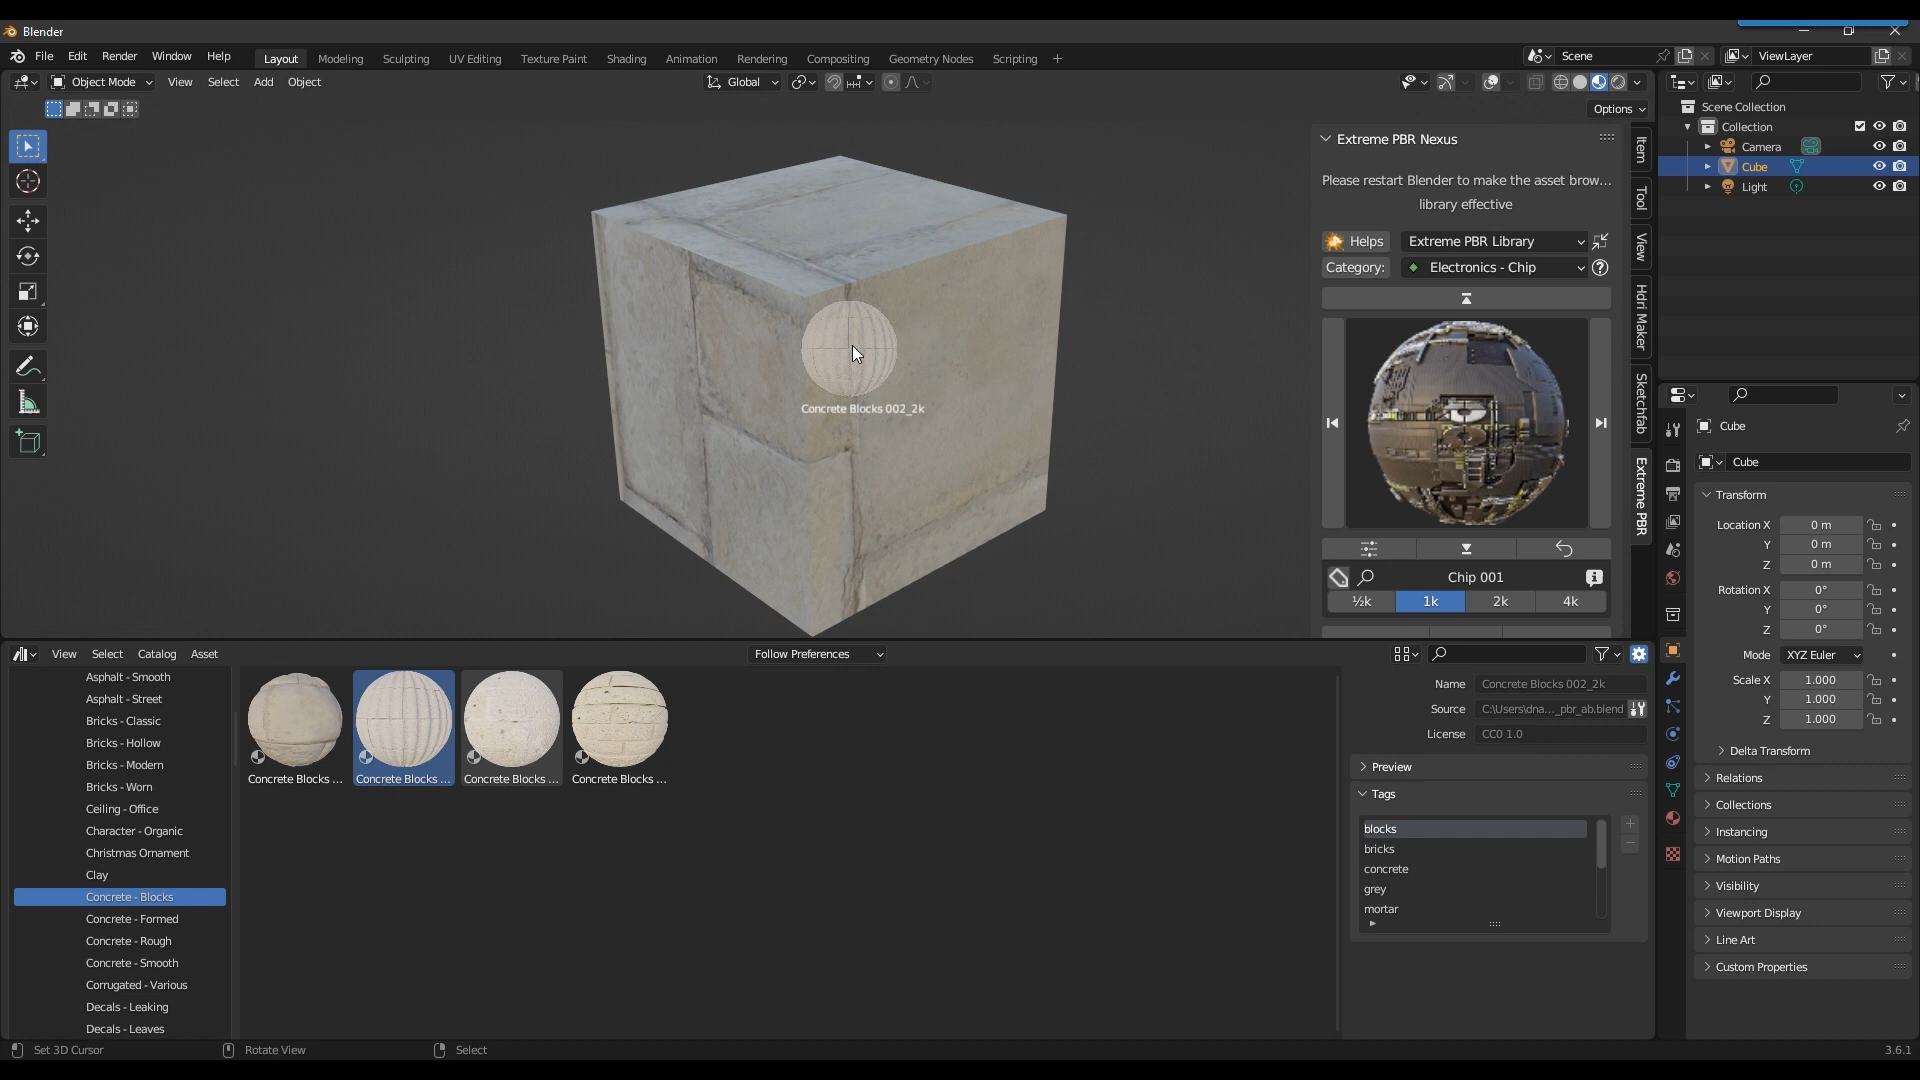 Blender
File Edit Render Window Help
Layout Modeling Sculpting UV Editing Texture Paint Shading Animation Rendering Compositing Geometry Nodes Scripting +
Scene
ViewLayer
Object Mode View Select Add Object
Global
Options
Extreme PBR Nexus
Please restart Blender to make the asset brow...
library effective
Helps
Extreme PBR Library
Category:
Electronics - Chip
Chip 001
½k 1k 2k 4k
Item
Tool
View
Hdri Maker
Sketchfab
Extreme PBR
Concrete Blocks 002_2k
Scene Collection
Collection
Camera
Cube
Light
Cube
Cube
Transform
Location X 0 m
Y 0 m
Z 0 m
Rotation X 0°
Y 0°
Z 0°
Mode XYZ Euler
Scale X 1.000
Y 1.000
Z 1.000
Delta Transform
Relations
Collections
Instancing
Motion Paths
Visibility
Viewport Display
Line Art
Custom Properties
View Select Catalog Asset
Follow Preferences
Asphalt - Smooth
Asphalt - Street
Bricks - Classic
Bricks - Hollow
Bricks - Modern
Bricks - Worn
Ceiling - Office
Character - Organic
Christmas Ornament
Clay
Concrete - Blocks
Concrete - Formed
Concrete - Rough
Concrete - Smooth
Corrugated - Various
Decals - Leaking
Decals - Leaves
Concrete Blocks ...
Concrete Blocks ...
Concrete Blocks ...
Concrete Blocks ...
Name Concrete Blocks 002_2k
Source C:\Users\dna..._pbr_ab.blend
License CC0 1.0
Preview
Tags
blocks
bricks
concrete
grey
mortar
Set 3D Cursor
Rotate View
Select
3.6.1